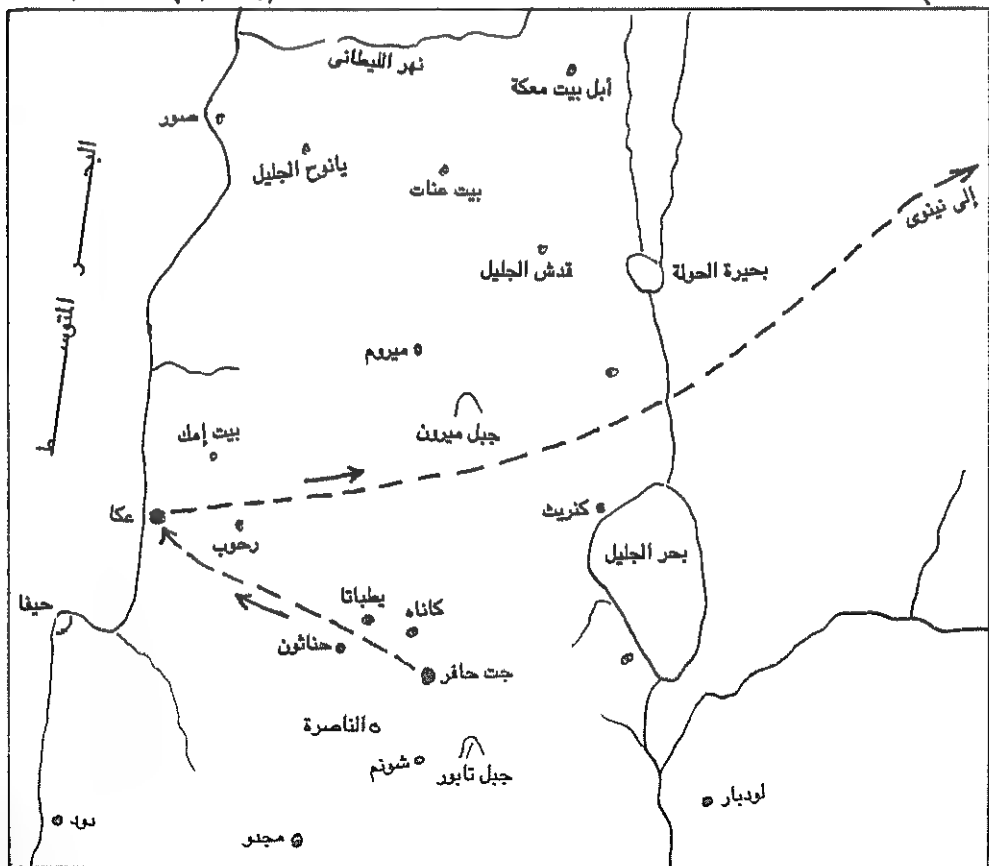 نهر الليطانى
أبل بيت معكة
صور
يانوح الجليل
بيت عنات
البحر المتوسط
إلى نينوى
قدش الجليل
بحيرة الحولة
ميروم
جبل ميرون
بيت إمك
عكا
كنريث
رحوب
بحر الجليل
حيفا
يطباتا
كاناه
حناثون
جت حافر
الناصرة
شونم
جبل تابور
لودبار
دور
مجدو